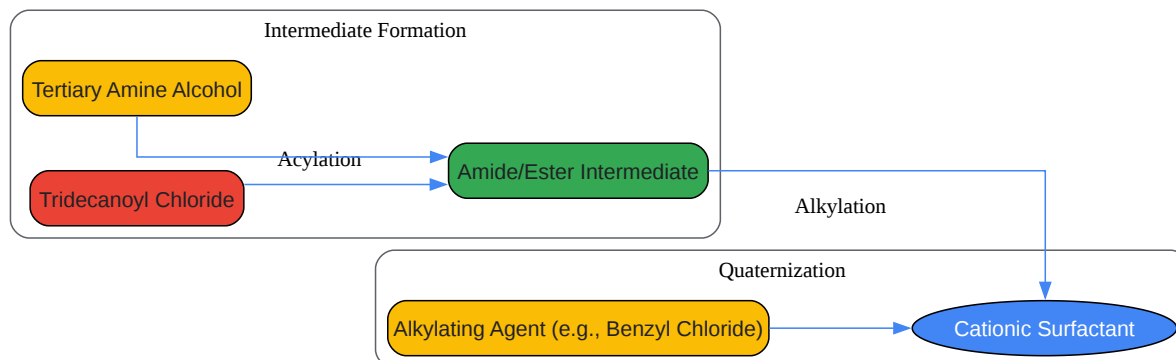 Intermediate Formation
Tertiary Amine Alcohol
Acylation
Tridecanoyl Chloride
Amide/Ester Intermediate
Alkylation
Quaternization
Alkylating Agent (e.g., Benzyl Chloride)
Cationic Surfactant